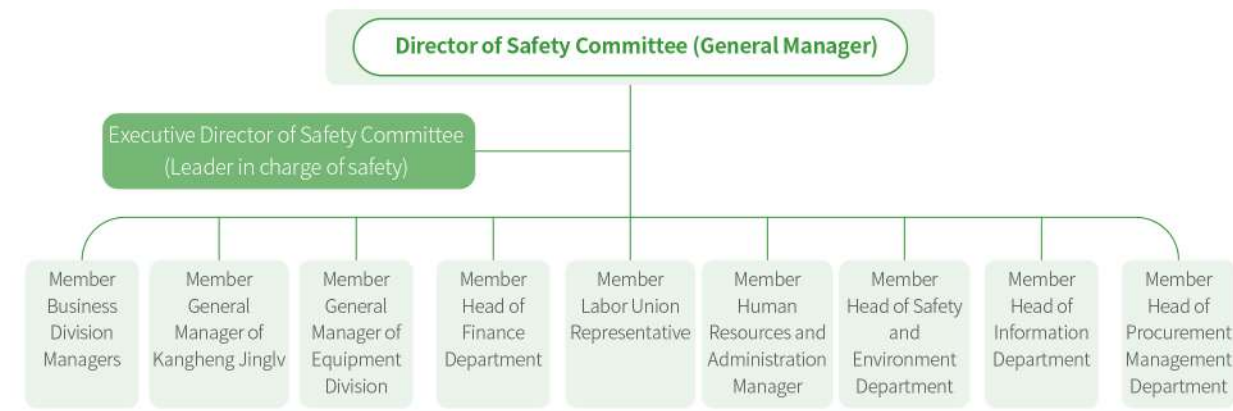 Director of Safety Committee (General Manager)
Executive Director of Safety Committee
(Leader in charge of safety)
Member
Business
Division
Managers
Member
General
Manager of
Kangheng Jinglv
Member
General
Manager of
Equipment
Division
Member
Head of
Finance
Department
Member
Labor Union
Representative
Member
Human
Resources and
Administration
Manager
Member
Head of Safety
and
Environment
Department
Member
Head of
Information
Department
Member
Head of
Procurement
Management
Department